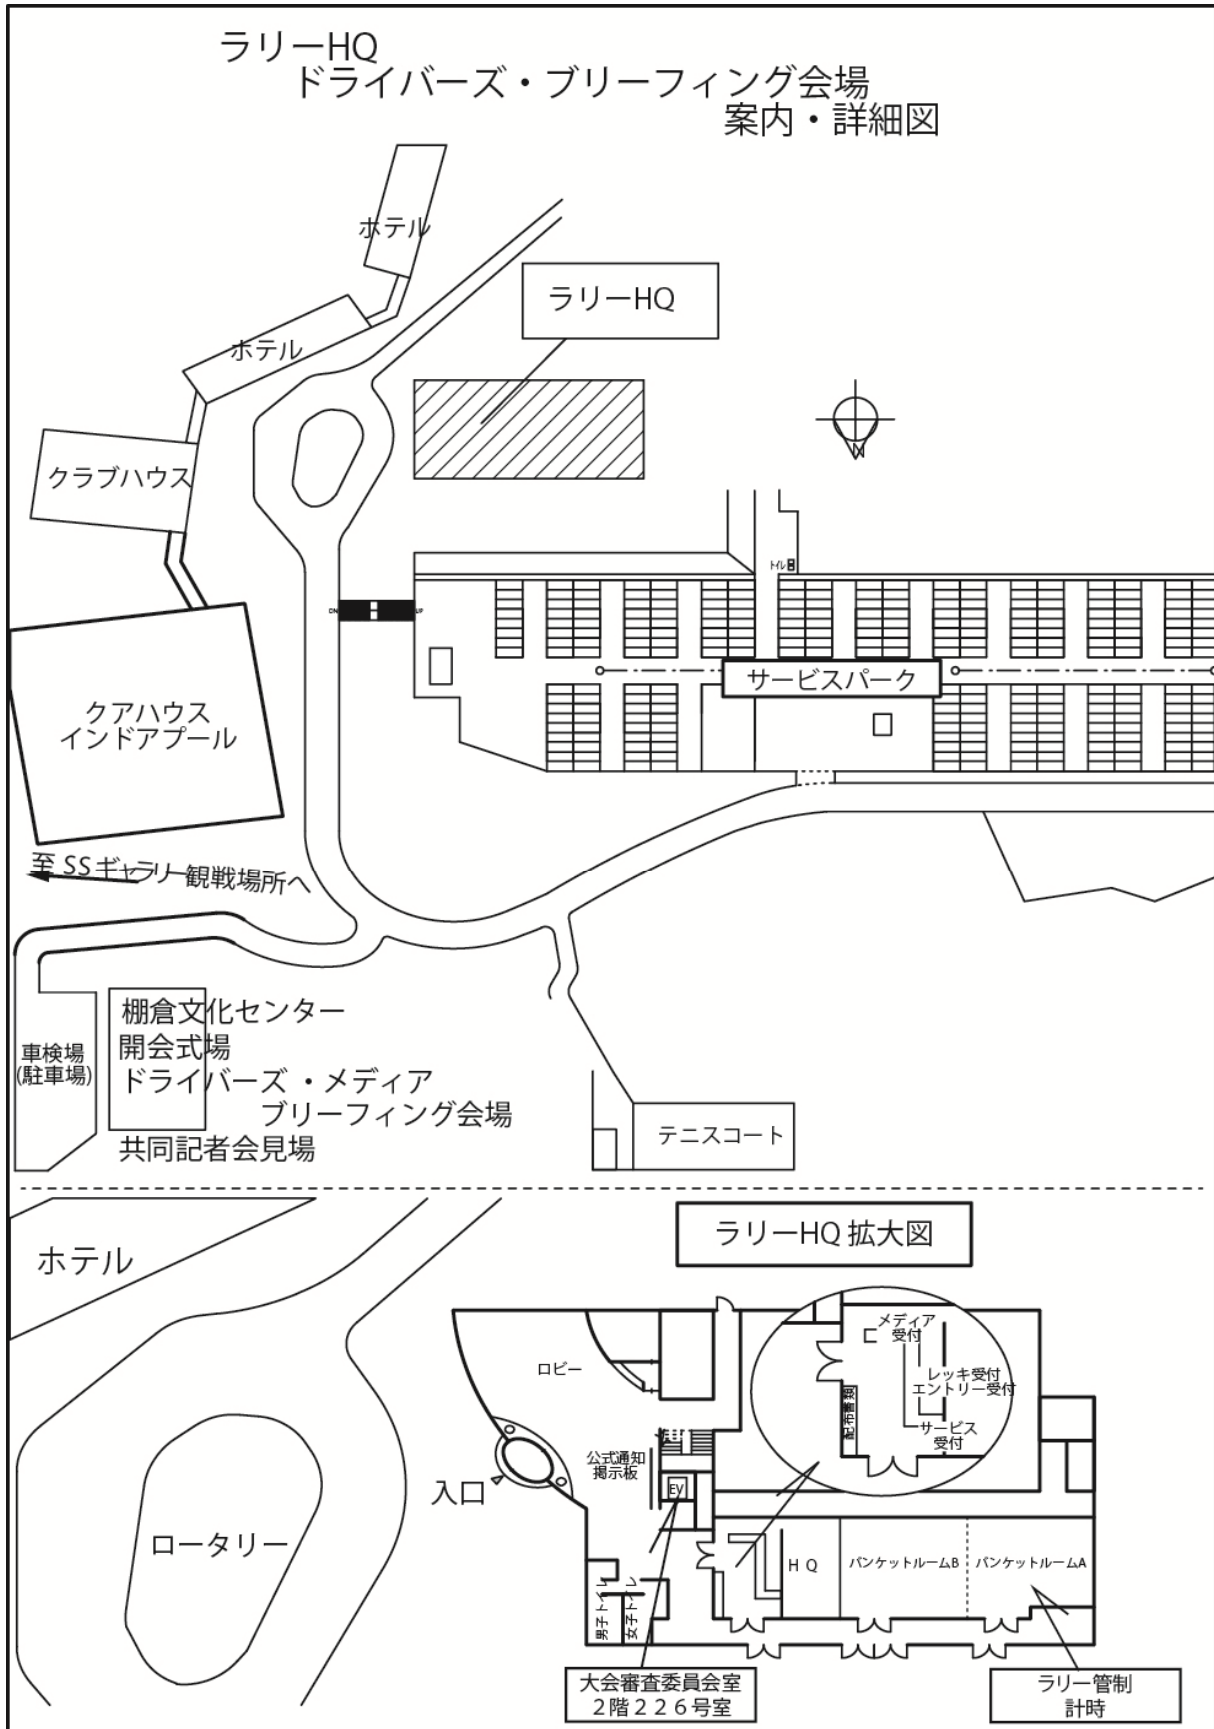 ラリーHQ
ドライバーズ・ブリーフィング会場
案内・詳細図
ホテル
ラリーHQ
ホテル
クラブハウス
N
トイレ
DN
UP
サービスパーク
クアハウス
インドアプール
至 SSギャラリー観戦場所へ
棚倉文化センター
開会式場
ドライバーズ・メディア
ブリーフィング会場
共同記者会見場
車検場
(駐車場)
テニスコート
ラリーHQ 拡大図
ホテル
メディア
受付
ロビー
レッキ受付
エントリー受付
配布書類
サービス
受付
公式通知
掲示板
EV
入口
ロータリー
HQ
バンケットルームB
バンケットルームA
男子トイレ
女子トイレ
大会審査委員会室
2階226号室
ラリー管制
計時